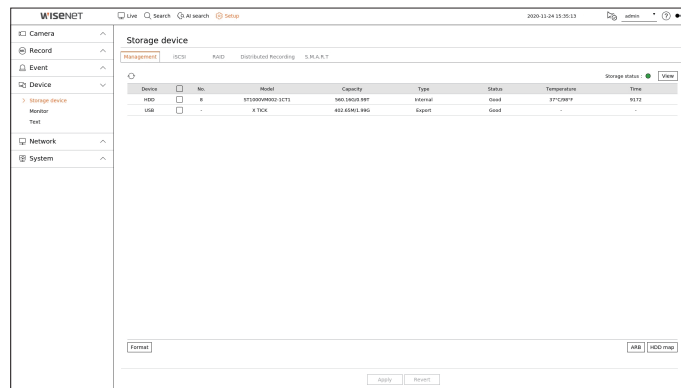 WISENET
Live Search AI search Setup 2020-11-24 15:35:13 admin
Camera
Record
Event
Device
Storage device
Monitor
Text
Network
System
Storage device
Management iSCSI RAID Distributed Recording S.M.A.R.T
Storage status : View
Device No. Model Capacity Type Status Temperature Time
HDD 8 ST1000VM002-1CT1 560.16G/0.99T Internal Good 37°C/98°F 9172
USB - X TICK 402.65M/1.99G Export Good - -
Format ARB HDD map
Apply Revert